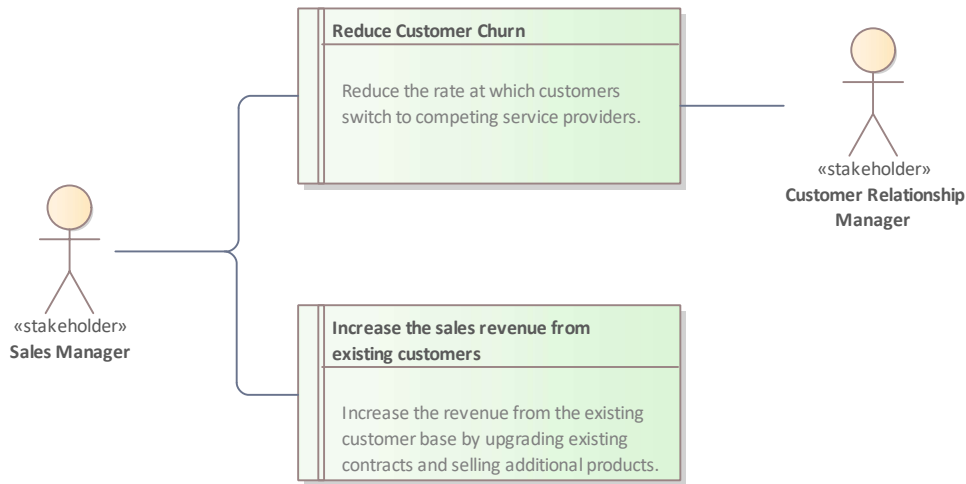 Reduce Customer Churn
Reduce the rate at which customers
switch to competing service providers.
«stakeholder»
Customer Relationship
Manager
«stakeholder»
Sales Manager
Increase the sales revenue from
existing customers
Increase the revenue from the existing
customer base by upgrading existing
contracts and selling additional products.